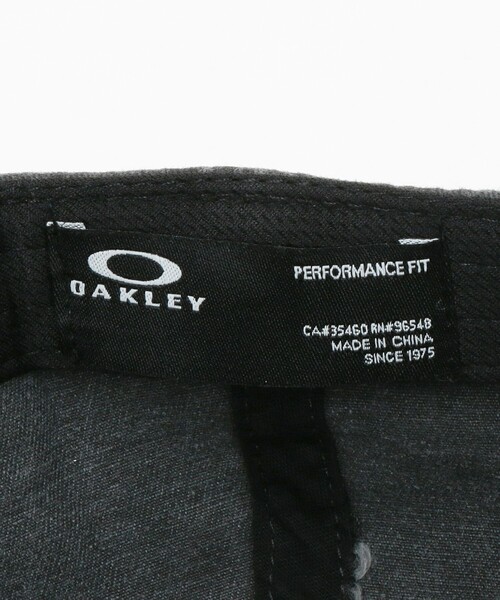 OAKLEY
PERFORMANCE FIT
CA#35460 RN#96548
MADE IN CHINA
SINCE 1975